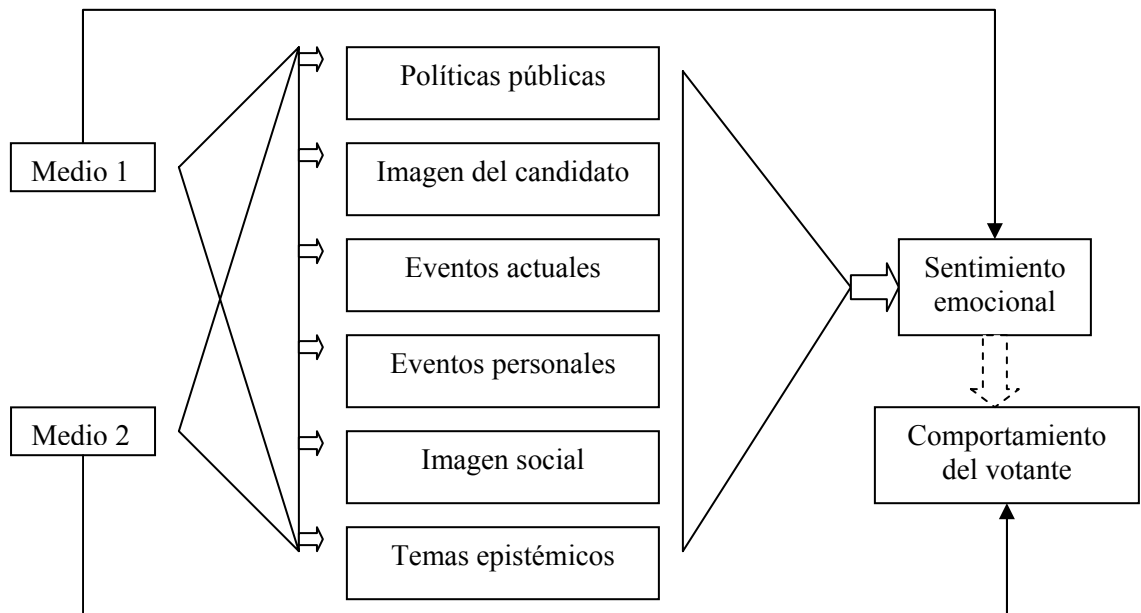 Medio 1
Medio 2
Políticas públicas
Imagen del candidato
Eventos actuales
Eventos personales
Imagen social
Temas epistémicos
Sentimiento
emocional
Comportamiento
del votante